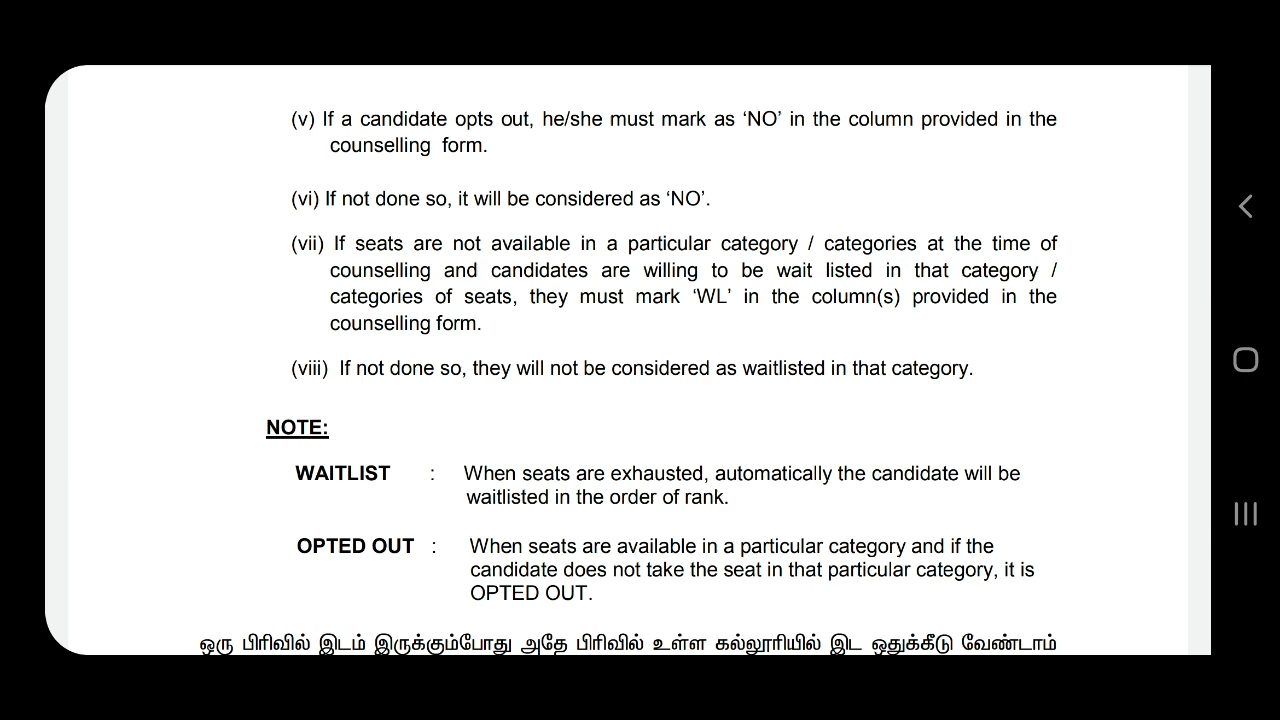 (v) If a candidate opts out, he/she must mark as ‘NO’ in the column provided in the
counselling form.
(vi) If not done so, it will be considered as ‘NO’.
(vii) If seats are not available in a particular category / categories at the time of
counselling and candidates are willing to be wait listed in that category /
categories of seats, they must mark ‘WL’ in the column(s) provided in the
counselling form.
(viii) If not done so, they will not be considered as waitlisted in that category.
NOTE:
WAITLIST : When seats are exhausted, automatically the candidate will be
waitlisted in the order of rank.
OPTED OUT : When seats are available in a particular category and if the
candidate does not take the seat in that particular category, it is
OPTED OUT.
ஒரு பிரிவில் இடம் இருக்கும்போது அதே பிரிவில் உள்ள கல்லூரியில் இட ஒதுக்கீடு வேண்டாம்